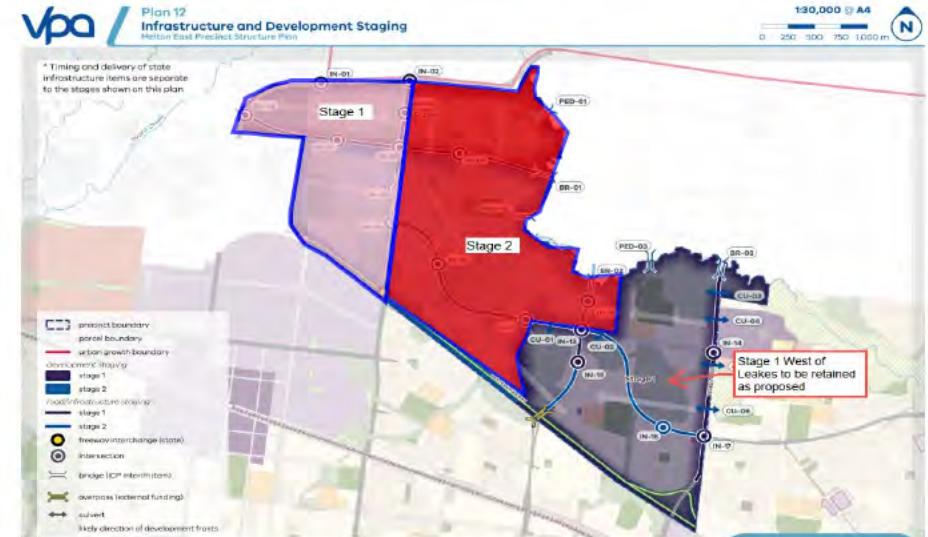 vpa
Plan 12
Infrastructure and Development Staging
Melton East Precinct Structure Plan
1:30,000 @ A4
0 250 500 750 1,000 m
N
* Timing and delivery of state
infrastructure items are separate
to the stages shown on this plan
IN-01
IN-02
Stage 1
PED-01
BR-01
Stage 2
PED-03
BR-03
BR-02
CU-03
CU-04
CU-01
IN-13
CU-02
IN-14
IN-15
Stage 1
Stage 1 West of
Leakes to be retained
as proposed
CU-06
IN-16
IN-17
precinct boundary
parcel boundary
urban growth boundary
development staging
stage 1
stage 2
road/infrastructure staging
stage 1
stage 2
freeway interchange (state)
intersection
bridge (ICP interim item)
overpass (external funding)
culvert
likely direction of development fronts